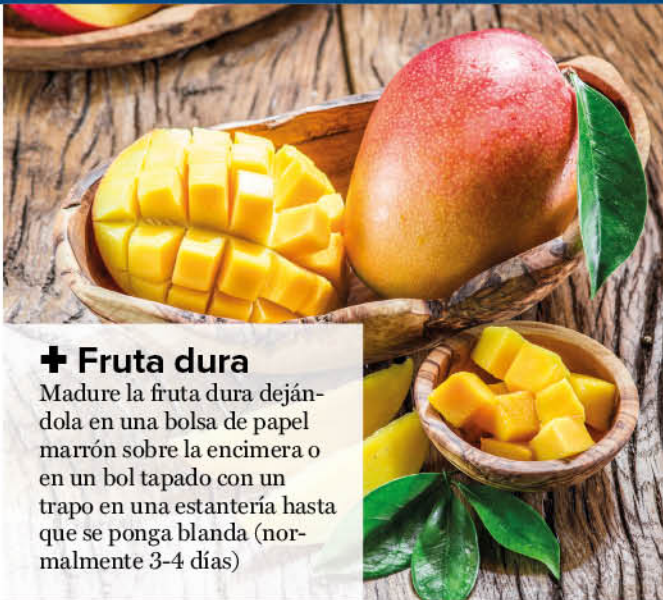 ✚ Fruta dura
Madure la fruta dura deján-
dola en una bolsa de papel
marrón sobre la encimera o
en un bol tapado con un
trapo en una estantería hasta
que se ponga blanda (nor-
malmente 3-4 días)